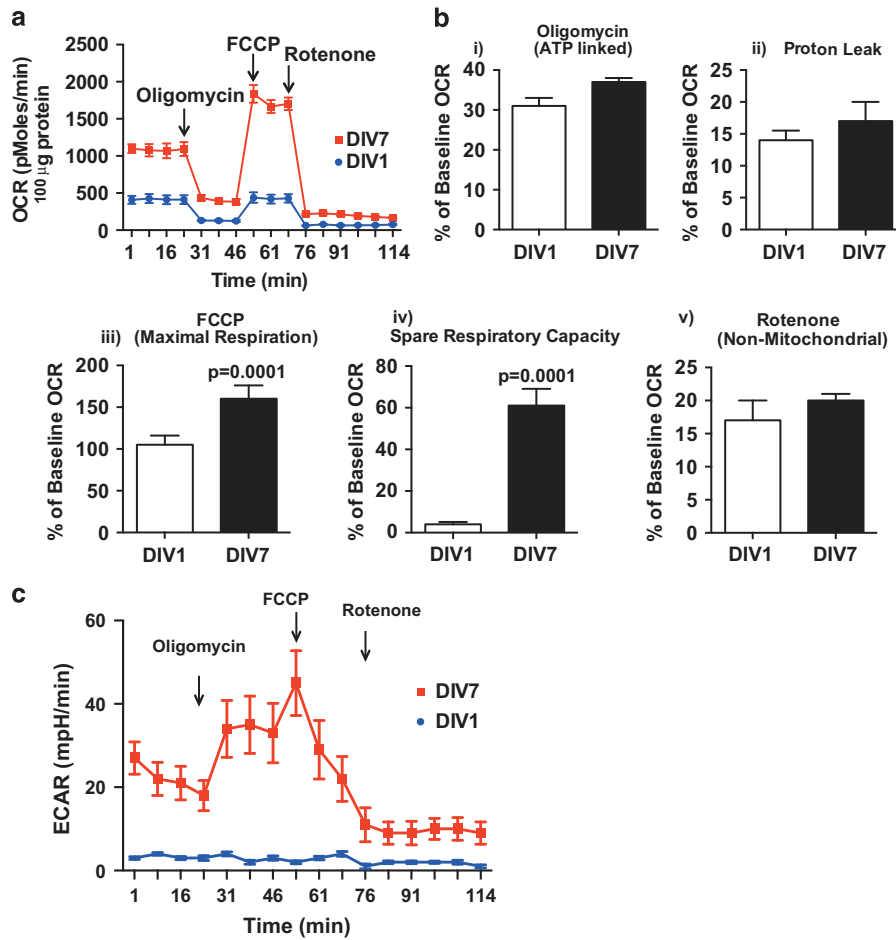 a
FCCP
Rotenone
Oligomycin
OCR (pMoles/min)
100 µg protein
2500
2000
1500
1000
500
0
DIV7
DIV1
1 16 31 46 61 76 91 114
Time (min)
b
i)
Oligomycin
(ATP linked)
% of Baseline OCR
40
30
20
10
0
DIV1 DIV7
ii)
Proton Leak
% of Baseline OCR
25
20
15
10
5
0
DIV1 DIV7
iii)
FCCP
(Maximal Respiration)
% of Baseline OCR
200
150
100
50
0
p=0.0001
DIV1 DIV7
iv)
Spare Respiratory Capacity
% of Baseline OCR
80
60
40
20
0
p=0.0001
DIV1 DIV7
v)
Rotenone
(Non-Mitochondrial)
% of Baseline OCR
25
20
15
10
5
0
DIV1 DIV7
c
FCCP
Rotenone
Oligomycin
ECAR (mpH/min)
60
40
20
0
DIV7
DIV1
1 16 31 46 61 76 91 114
Time (min)